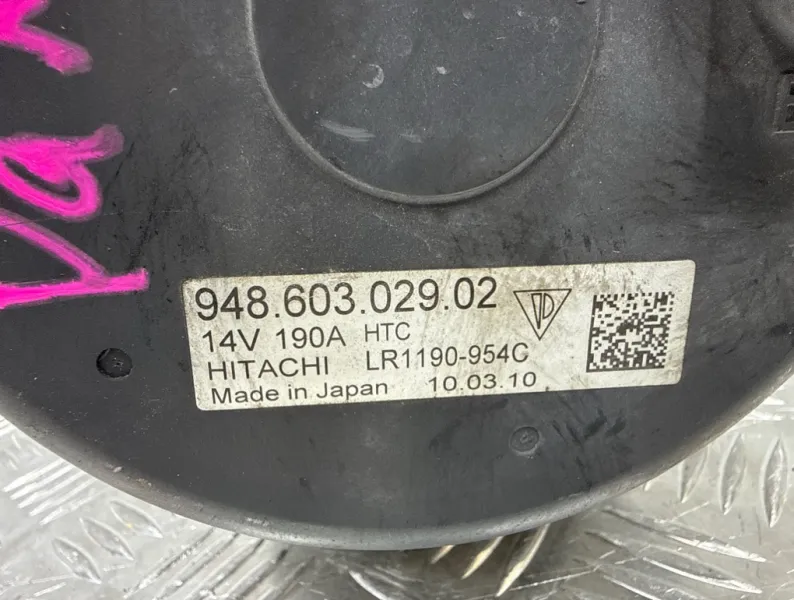 948.603.029.02
14V 190A HTC
HITACHI LR1190-954C
Made in Japan 10.03.10